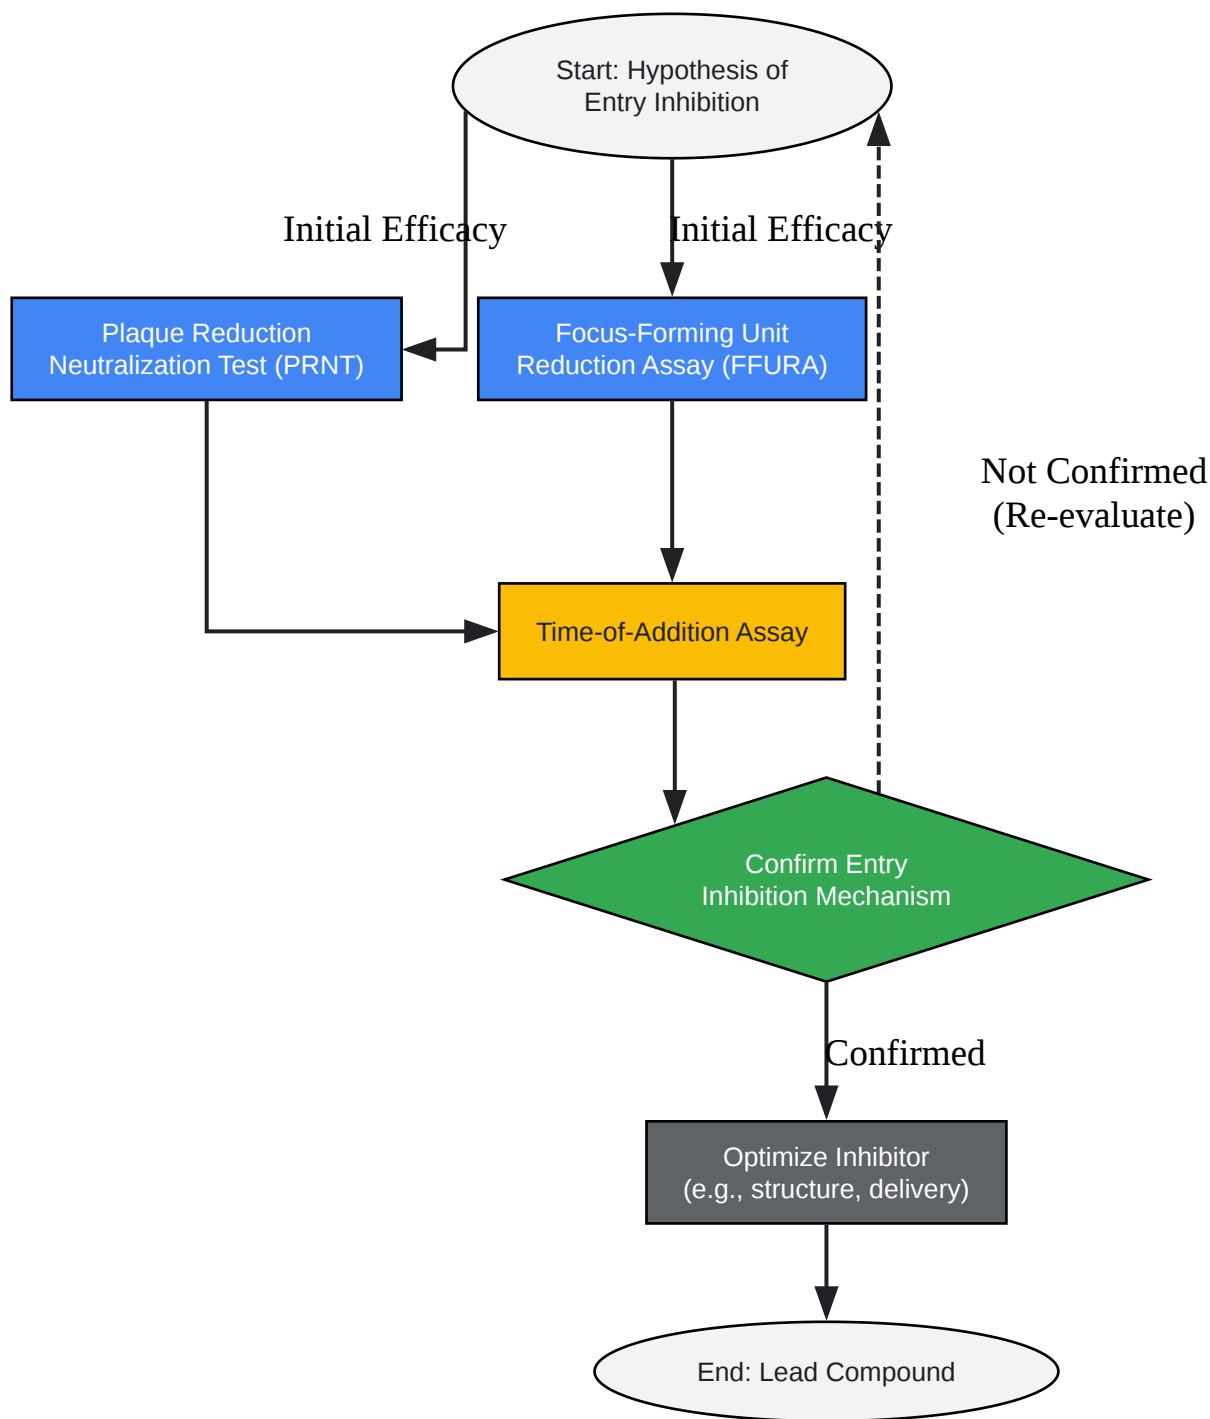 Start: Hypothesis of
Entry Inhibition
Initial Efficacy
Initial Efficacy
Plaque Reduction
Neutralization Test (PRNT)
Focus-Forming Unit
Reduction Assay (FFURA)
Not Confirmed
(Re-evaluate)
Time-of-Addition Assay
Confirm Entry
Inhibition Mechanism
Confirmed
Optimize Inhibitor
(e.g., structure, delivery)
End: Lead Compound